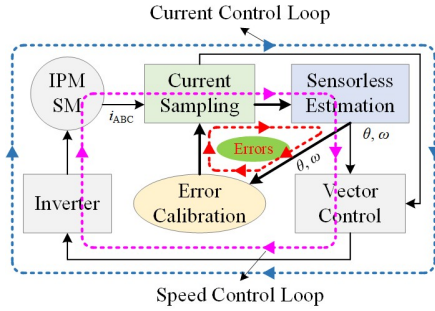 Current Control Loop
IPM
SM
i_ABC
Current
Sampling
Sensorless
Estimation
θ, ω
Errors
θ, ω
Inverter
Error
Calibration
Vector
Control
Speed Control Loop